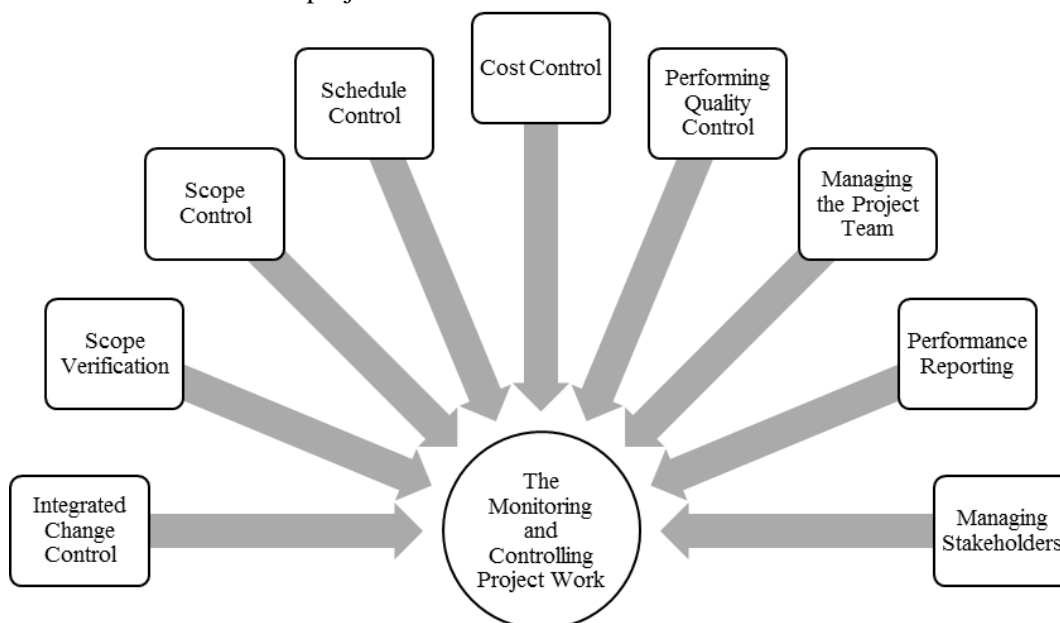 proj
Cost Control
Schedule
Control
Performing
Quality
Control
Scope
Control
Managing
the Project
Team
Scope
Verification
Performance
Reporting
Integrated
Change
Control
The
Monitoring
and
Controlling
Project Work
Managing
Stakeholders